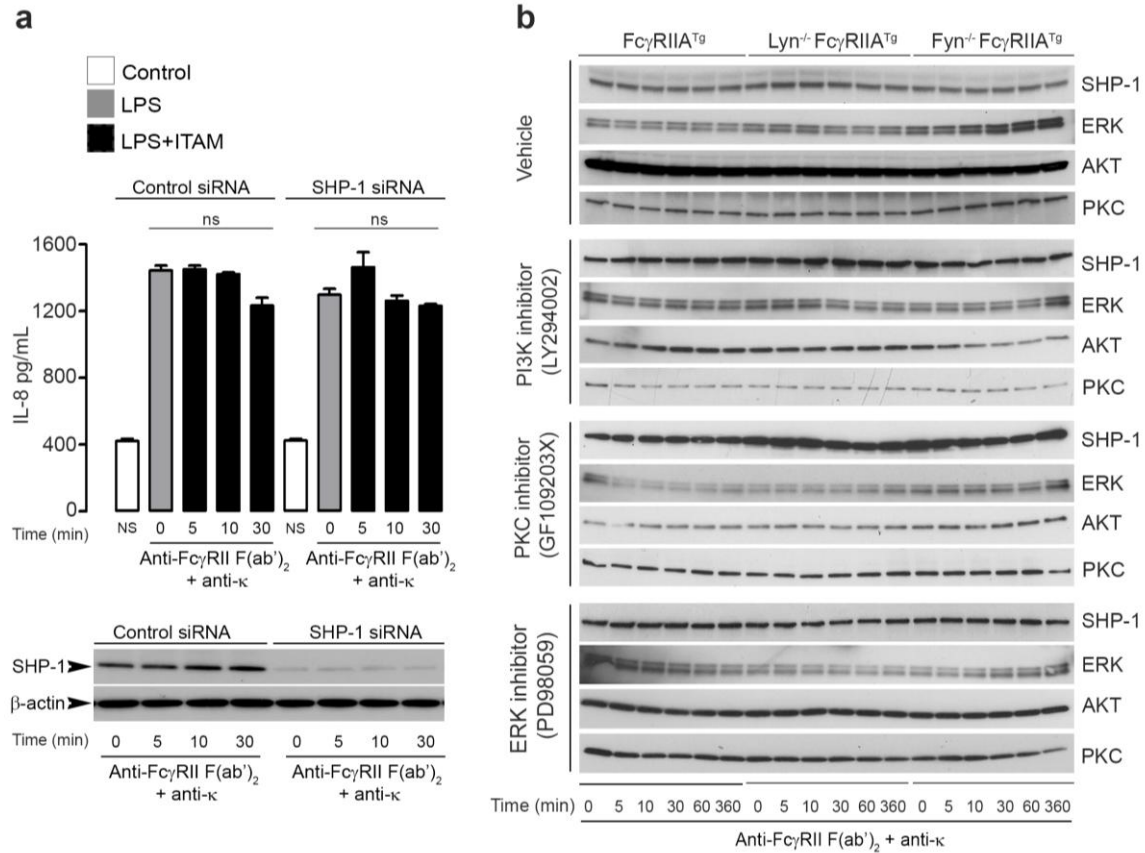 a
Control
LPS
LPS+ITAM
Control siRNA SHP-1 siRNA
ns ns
1600
1200
800
400
0
IL-8 pg/mL
Time (min) NS 0 5 10 30 NS 0 5 10 30
Anti-FcγRII F(ab’)2 Anti-FcγRII F(ab’)2
+ anti-κ + anti-κ
Control siRNA SHP-1 siRNA
SHP-1
β-actin
Time (min) 0 5 10 30 0 5 10 30
Anti-FcγRII F(ab’)2 Anti-FcγRII F(ab’)2
+ anti-κ + anti-κ
b
FcγRIIATg Lyn-/- FcγRIIATg Fyn-/- FcγRIIATg
Vehicle
SHP-1
ERK
AKT
PKC
PI3K inhibitor
(LY294002)
SHP-1
ERK
AKT
PKC
PKC inhibitor
(GF109203X)
SHP-1
ERK
AKT
PKC
ERK inhibitor
(PD98059)
SHP-1
ERK
AKT
PKC
Time (min) 0 5 10 30 60 360 0 5 10 30 60 360 0 5 10 30 60 360
Anti-FcγRII F(ab’)2 + anti-κ